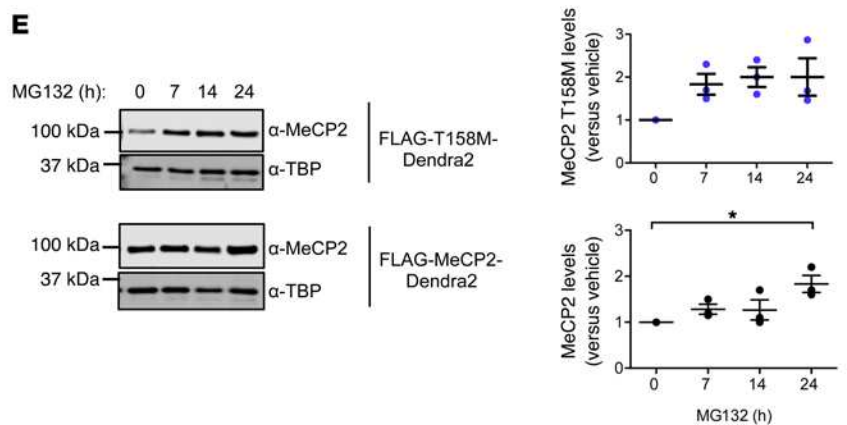 E
MG132 (h): 0 7 14 24
100 kDa α-MeCP2
37 kDa α-TBP
FLAG-T158M-
Dendra2
100 kDa α-MeCP2
37 kDa α-TBP
FLAG-MeCP2-
Dendra2
MeCP2 T158M levels
(versus vehicle)
3
2
1
0
0 7 14 24
MeCP2 levels
(versus vehicle)
3
2
1
0
*
0 7 14 24
MG132 (h)